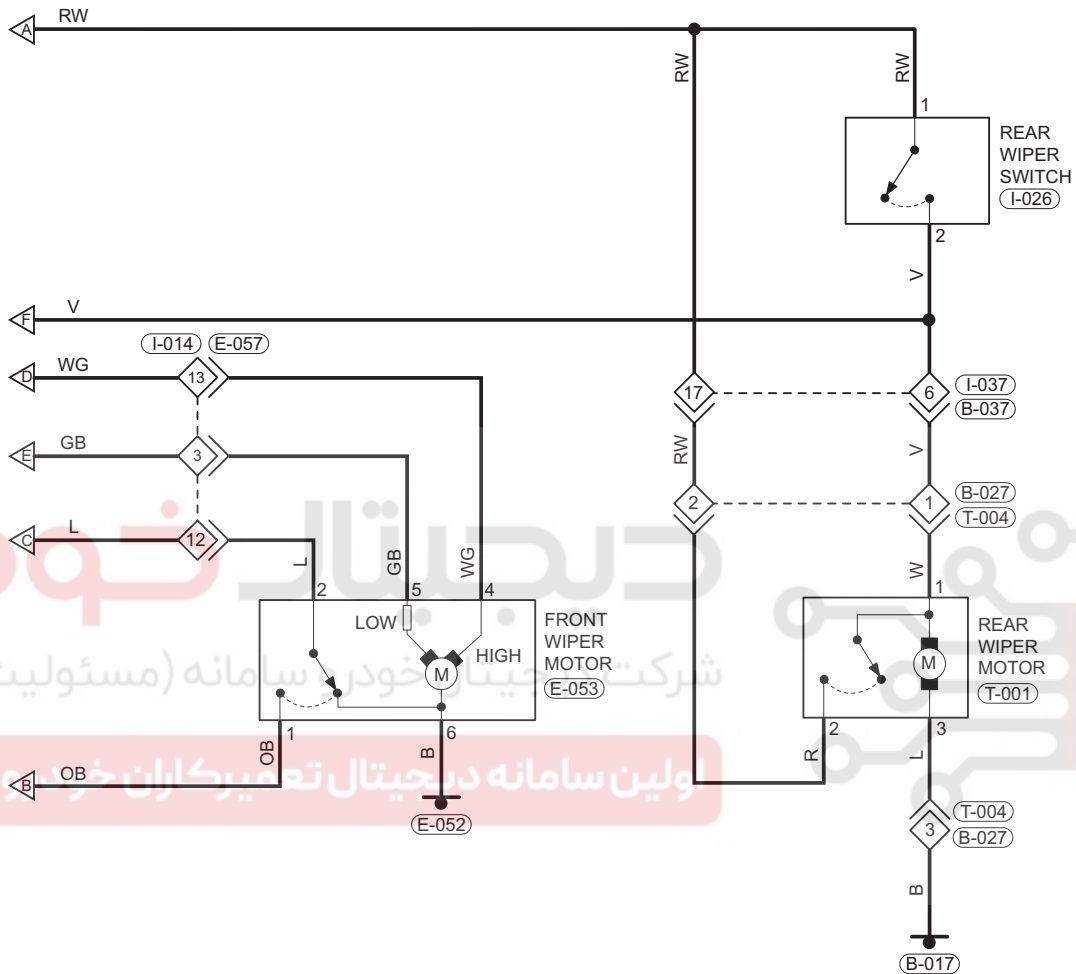 A RW
RW
RW
1
REAR
WIPER
SWITCH
I-026
2
V
F V
I-014 E-057
D WG
13
17
6
I-037
B-037
E GB
3
RW
V
2
1
B-027
T-004
C L
12
دیجیتال خودرو
L
GB
WG
W
2
5
4
1
LOW
HIGH
M
FRONT
WIPER
MOTOR
E-053
M
REAR
WIPER
MOTOR
T-001
شرکت دیجیتال خودرو سامانه (مسئولیت
1
6
2
3
OB
B
R
L
اولین سامانه دیجیتال تعمیرکاران خودرو
B OB
E-052
T-004
3
B-027
B
B-017